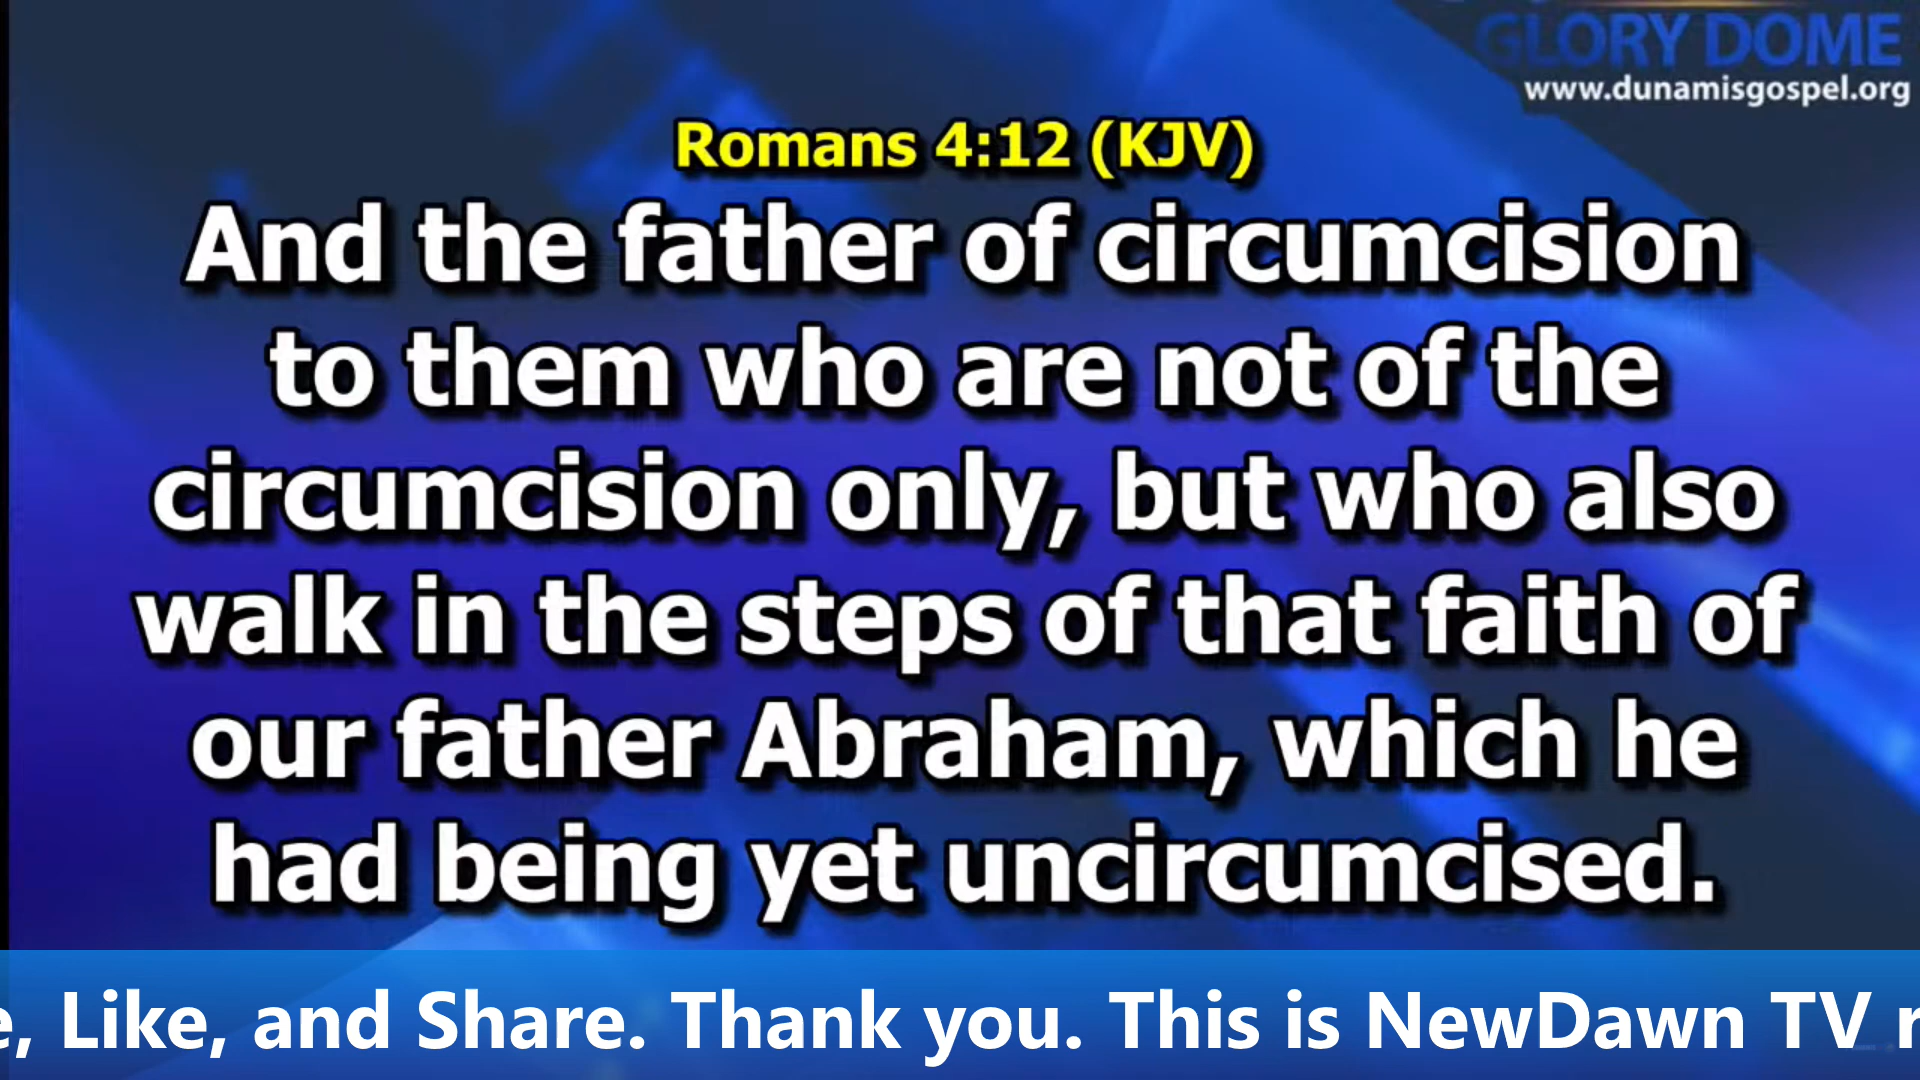 GLORY DOME
www.dunamisgospel.org
Romans 4:12 (KJV)
And the father of circumcision
to them who are not of the
circumcision only, but who also
walk in the steps of that faith of
our father Abraham, which he
had being yet uncircumcised.
, Like, and Share. Thank you. This is NewDawn TV